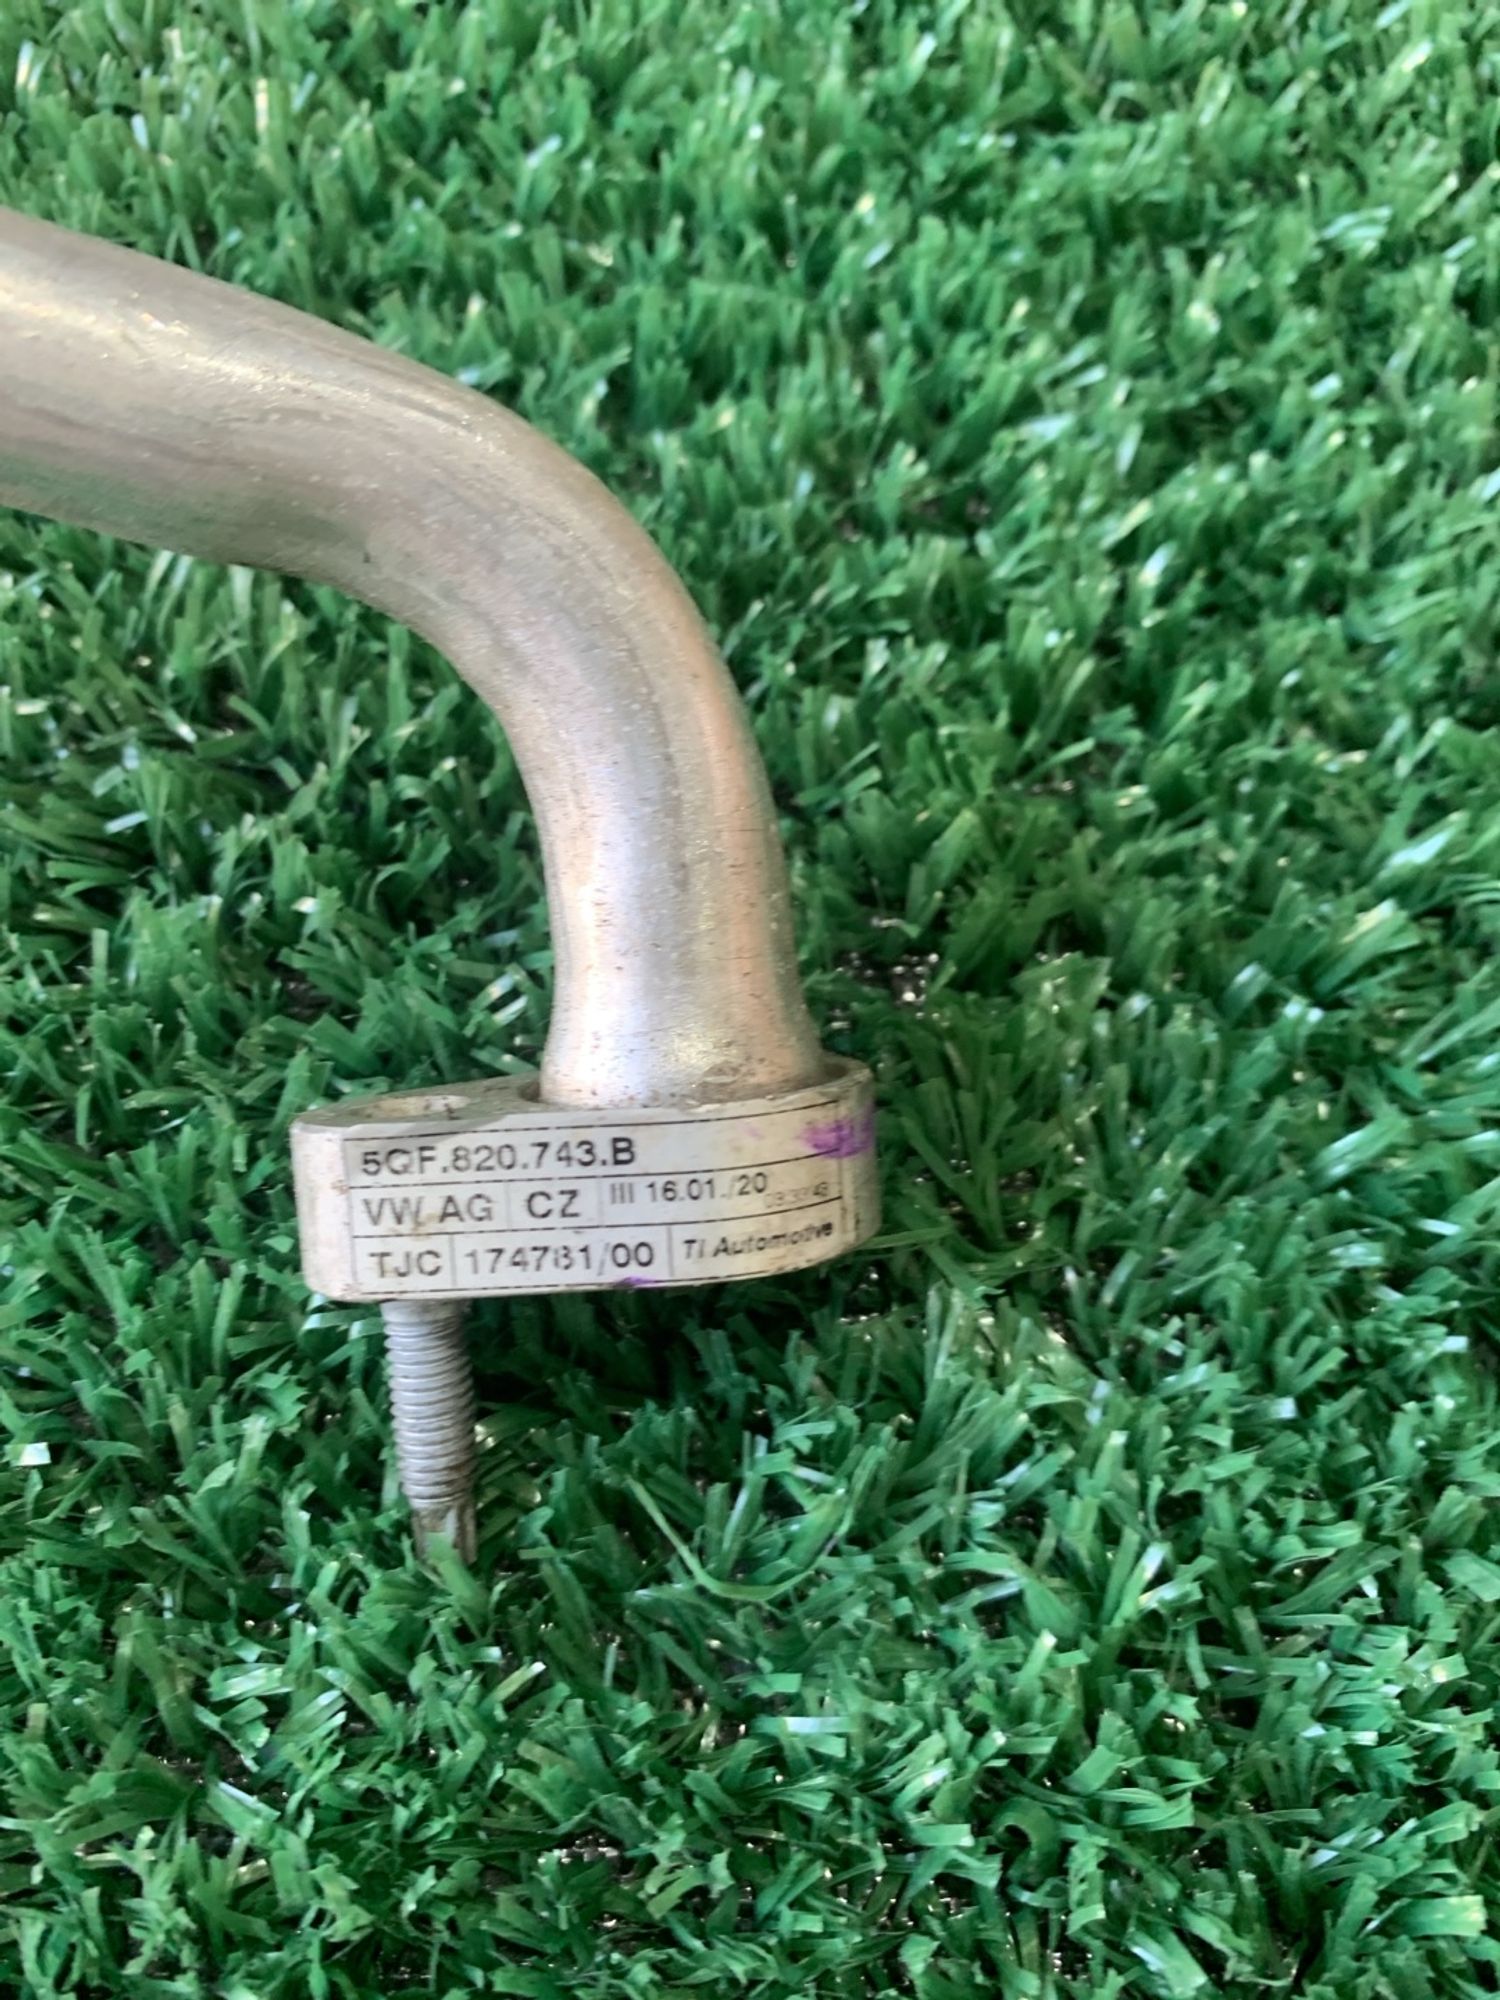 5QF.820.743.B
VW AG CZ III 16.01./20
TJC 174781/00 TI Automotive